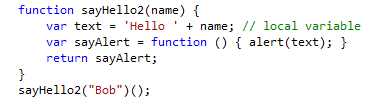 function sayHello2(name) {
    var text = 'Hello ' + name; // local variable
    var sayAlert = function () { alert(text); }
    return sayAlert;
}
sayHello2("Bob")();